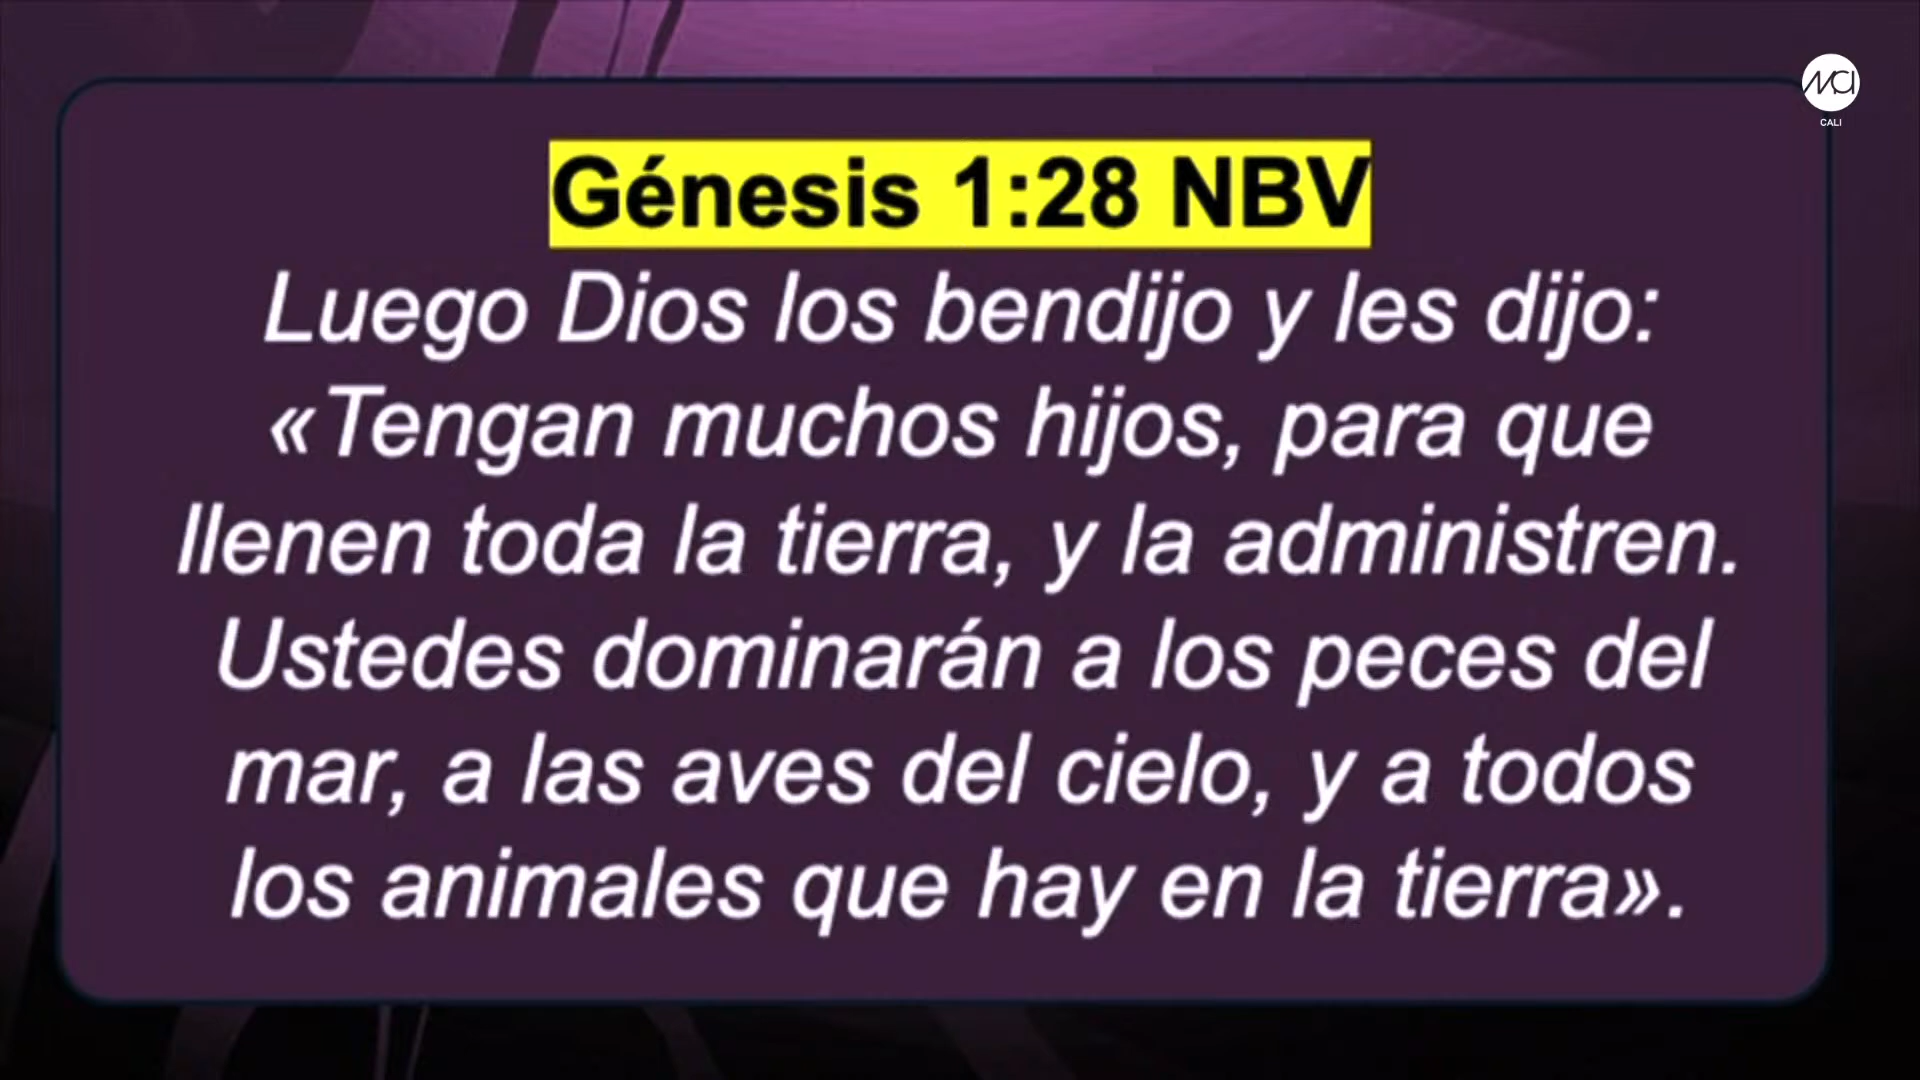 MCI
CALI
Génesis 1:28 NBV
Luego Dios los bendijo y les dijo:
«Tengan muchos hijos, para que
llenen toda la tierra, y la administren.
Ustedes dominarán a los peces del
mar, a las aves del cielo, y a todos
los animales que hay en la tierra».